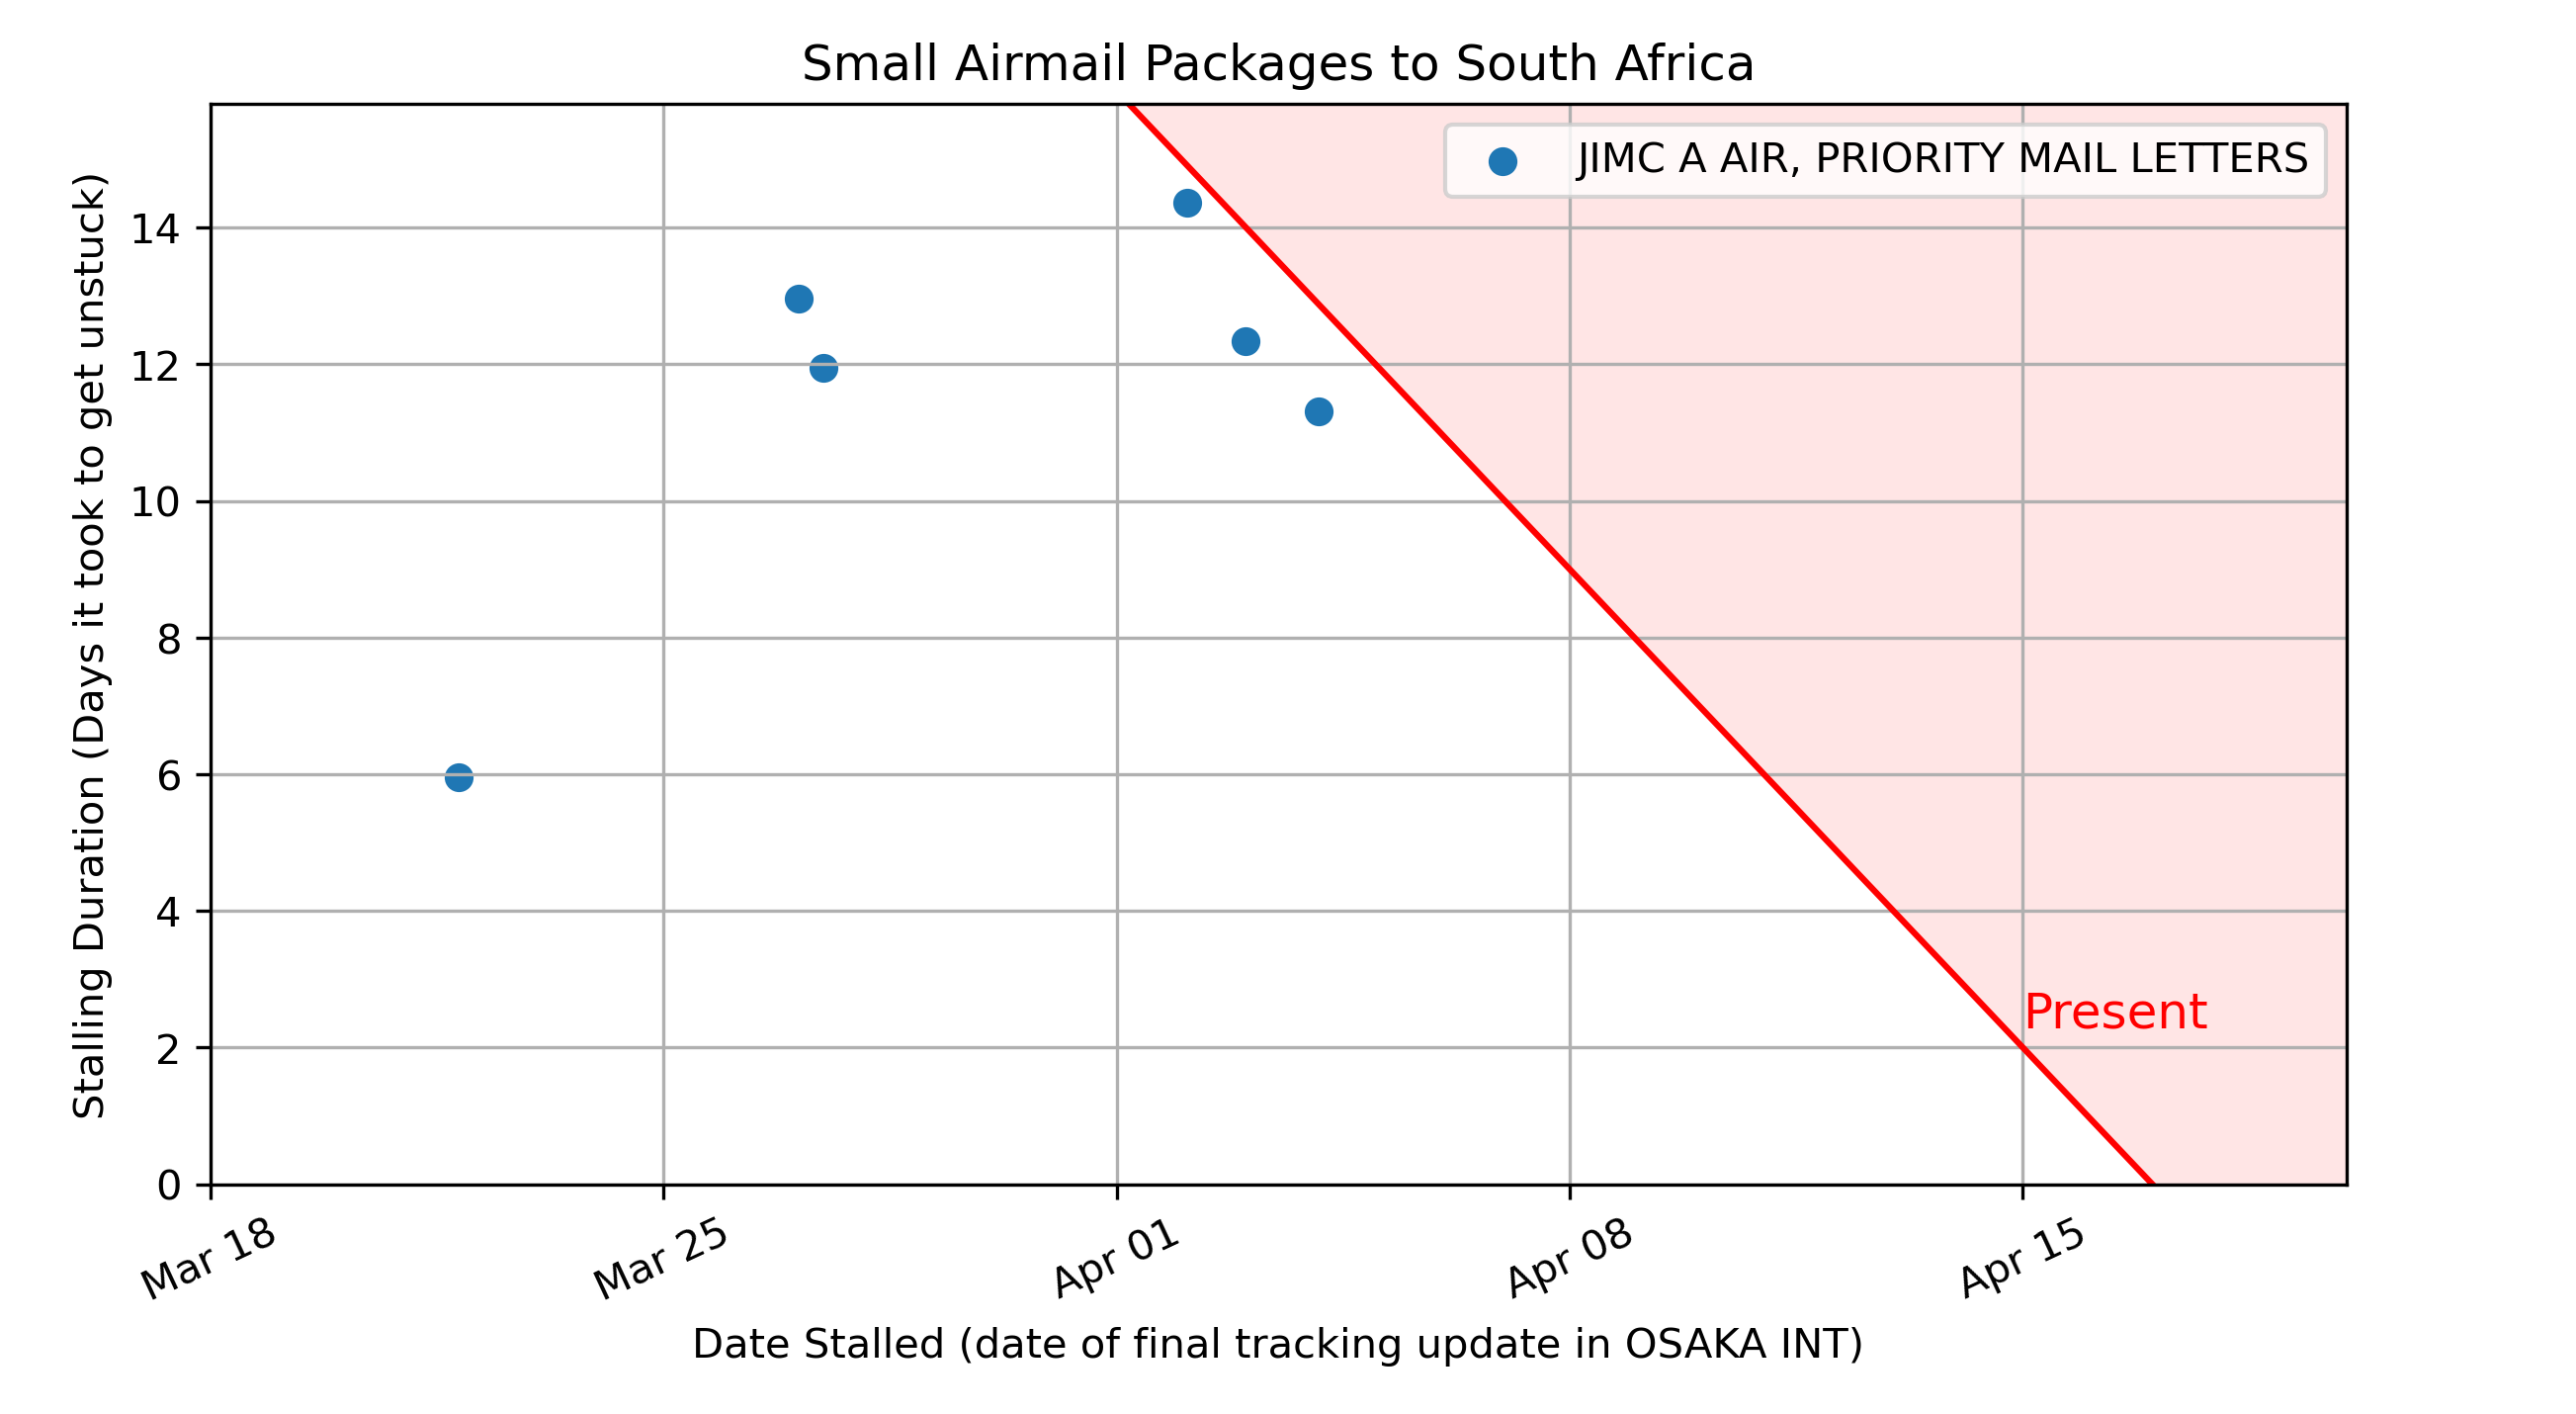 Small Airmail Packages to South Africa
JIMC A AIR, PRIORITY MAIL LETTERS
Stalling Duration (Days it took to get unstuck)
14
12
10
8
6
4
2
0
Present
Mar 18
Mar 25
Apr 01
Apr 08
Apr 15
Date Stalled (date of final tracking update in OSAKA INT)